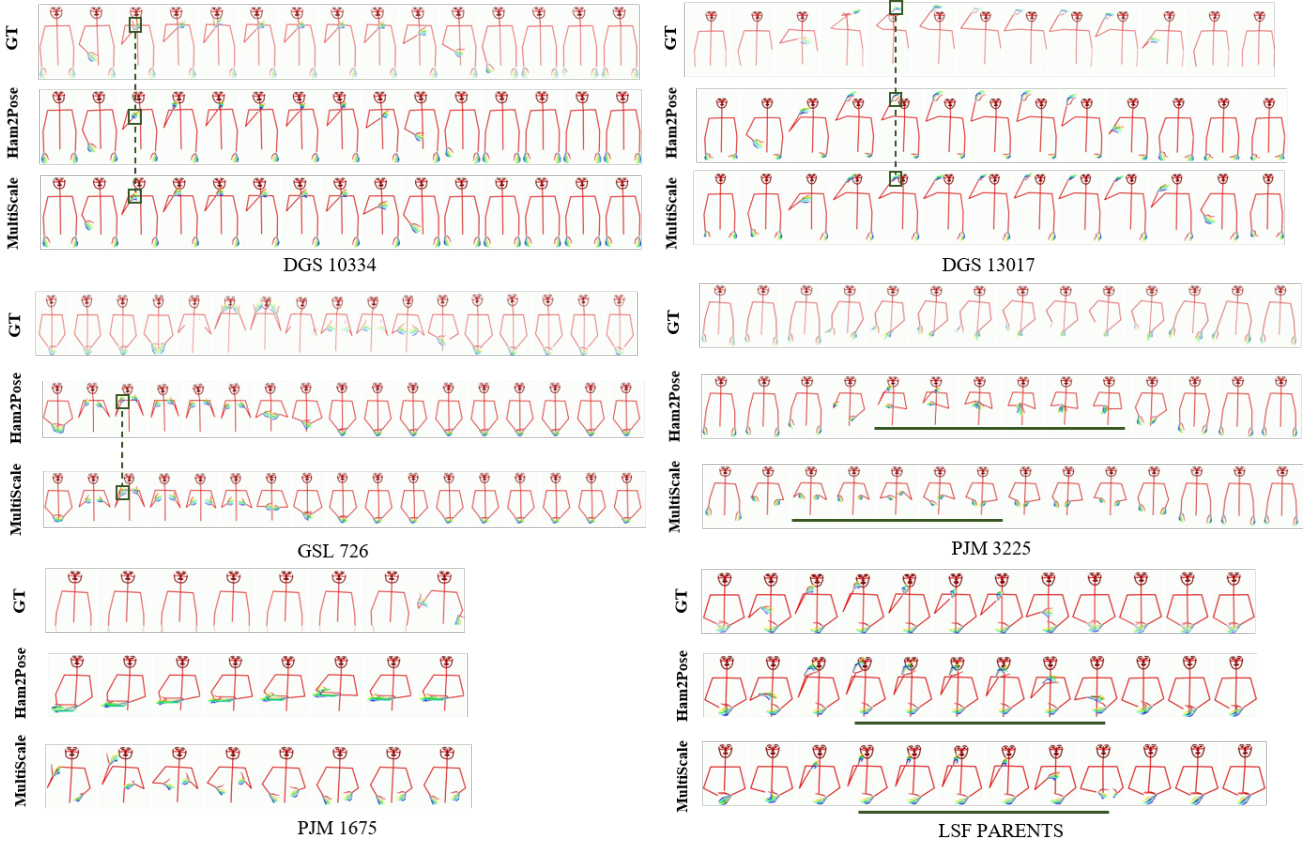 GT
Ham2Pose
MultiScale
DGS 10334
GT
Ham2Pose
MultiScale
DGS 13017
GT
Ham2Pose
MultiScale
GSL 726
GT
Ham2Pose
MultiScale
PJM 3225
GT
Ham2Pose
MultiScale
PJM 1675
GT
Ham2Pose
MultiScale
LSF PARENTS